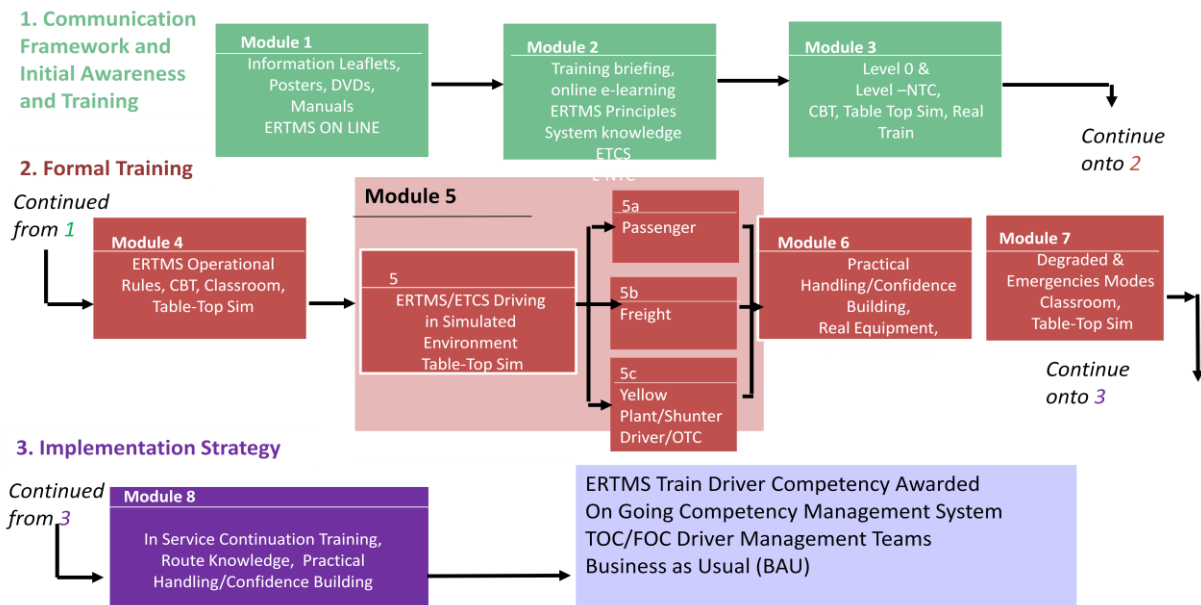 1. Communication
Framework and
Initial Awareness
and Training
Module 1
Information Leaflets,
Posters, DVDs,
Manuals
ERTMS ON LINE
Module 2
Training briefing,
online e-learning
ERTMS Principles
System knowledge
ETCS
Module 3
Level 0 &
Level –NTC,
CBT, Table Top Sim, Real
Train
Continue
onto 2
2. Formal Training
Continued
from 1
Module 4
ERTMS Operational
Rules, CBT, Classroom,
Table-Top Sim
Module 5
5
ERTMS/ETCS Driving
in Simulated
Environment
Table-Top Sim
5a
Passenger
5b
Freight
5c
Yellow
Plant/Shunter
Driver/OTC
Module 6
Practical
Handling/Confidence
Building,
Real Equipment,
Module 7
Degraded &
Emergencies Modes
Classroom,
Table-Top Sim
Continue
onto 3
3. Implementation Strategy
Continued
from 3
Module 8
In Service Continuation Training,
Route Knowledge, Practical
Handling/Confidence Building
ERTMS Train Driver Competency Awarded
On Going Competency Management System
TOC/FOC Driver Management Teams
Business as Usual (BAU)